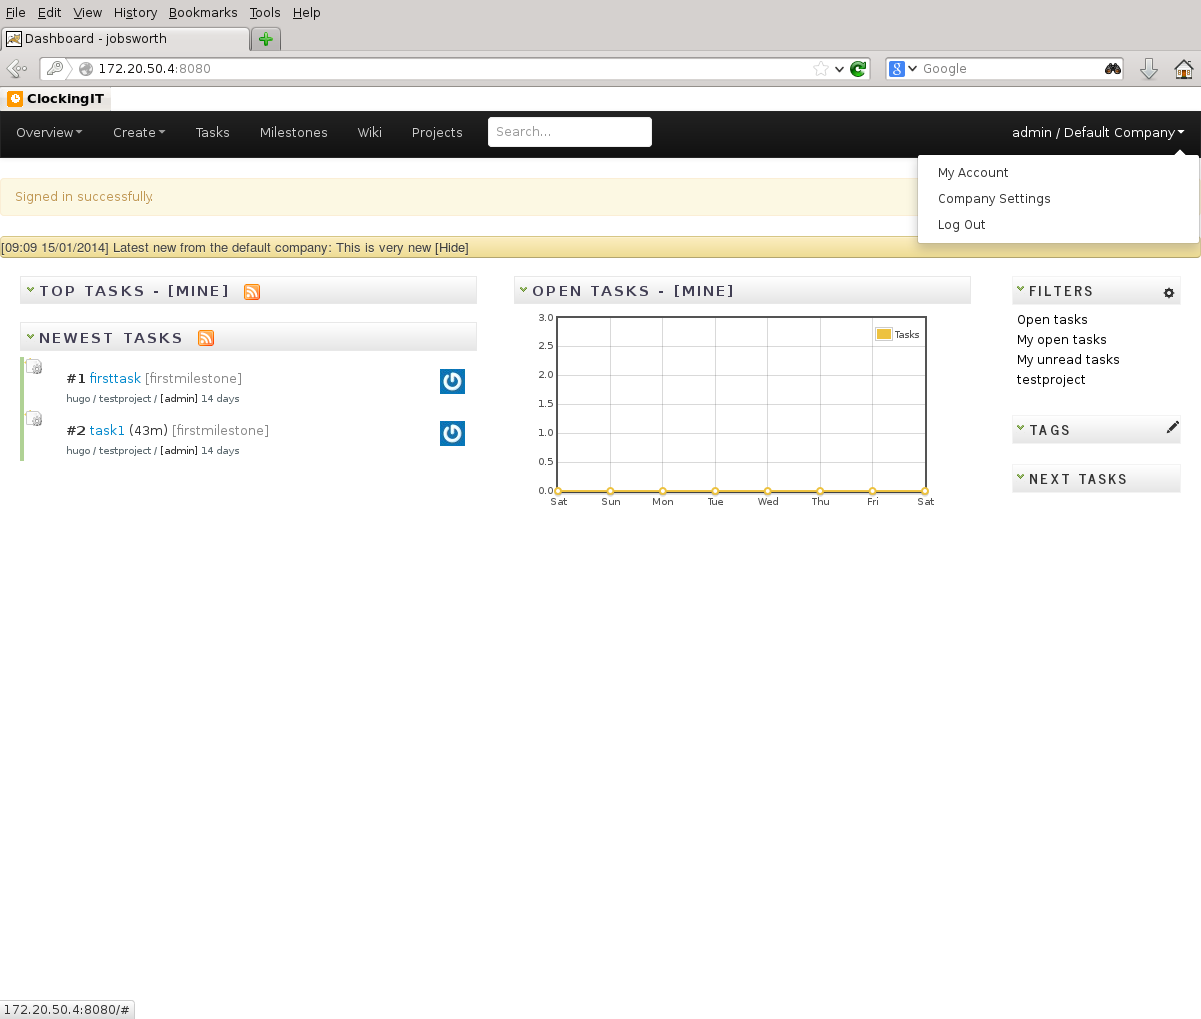 File Edit View History Bookmarks Tools Help
Dashboard - jobsworth
172.20.50.4:8080
Google
ClockingIT
Overview Create Tasks Milestones Wiki Projects Search... admin / Default Company
My Account
Company Settings
Log Out
Signed in successfully.
[09:09 15/01/2014] Latest new from the default company: This is very new [Hide]
TOP TASKS - [MINE]
NEWEST TASKS
#1 firsttask [firstmilestone]
hugo / testproject / [admin] 14 days
#2 task1 (43m) [firstmilestone]
hugo / testproject / [admin] 14 days
OPEN TASKS - [MINE]
3.0
Tasks
2.5
2.0
1.5
1.0
0.5
0.0
Sat Sun Mon Tue Wed Thu Fri Sat
FILTERS
Open tasks
My open tasks
My unread tasks
testproject
TAGS
NEXT TASKS
172.20.50.4:8080/#